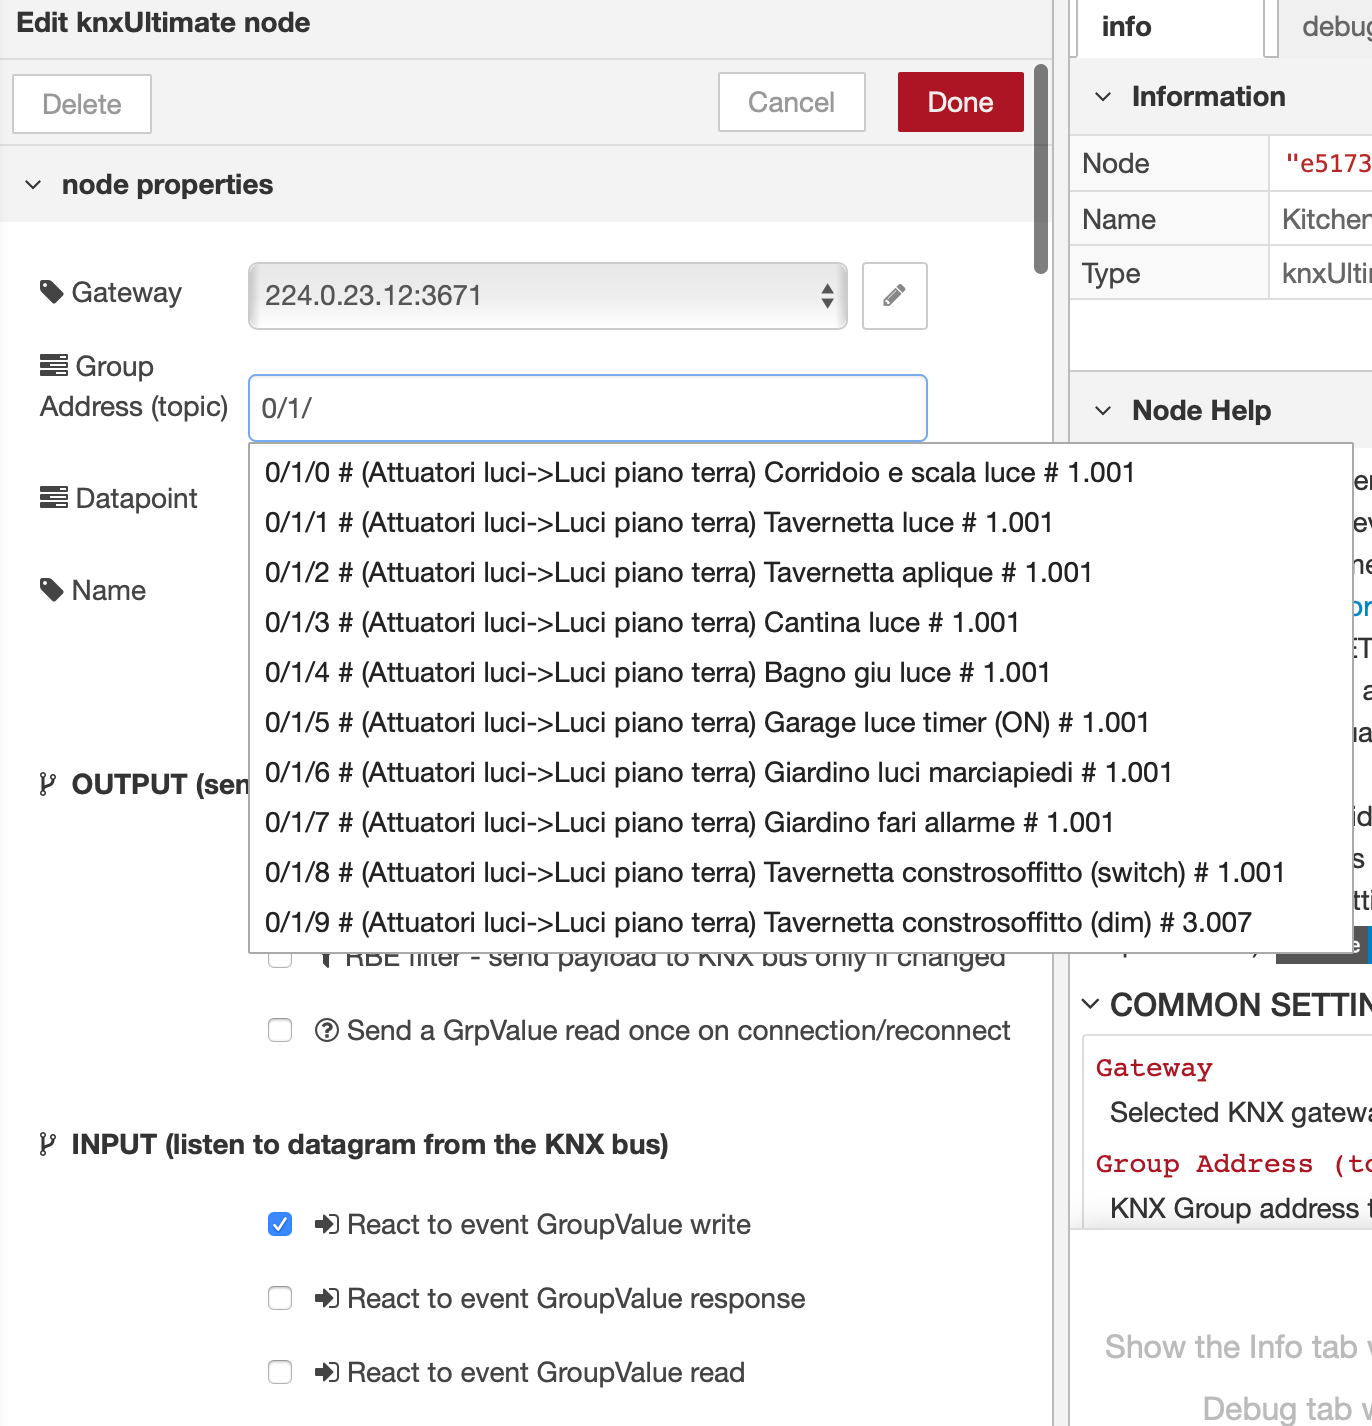 Edit knxUltimate node
Delete
Cancel
Done
node properties
Gateway
224.0.23.12:3671
Group
Address (topic)
0/1/
0/1/0 # (Attuatori luci->Luci piano terra) Corridoio e scala luce # 1.001
0/1/1 # (Attuatori luci->Luci piano terra) Tavernetta luce # 1.001
0/1/2 # (Attuatori luci->Luci piano terra) Tavernetta aplique # 1.001
0/1/3 # (Attuatori luci->Luci piano terra) Cantina luce # 1.001
0/1/4 # (Attuatori luci->Luci piano terra) Bagno giu luce # 1.001
0/1/5 # (Attuatori luci->Luci piano terra) Garage luce timer (ON) # 1.001
0/1/6 # (Attuatori luci->Luci piano terra) Giardino luci marciapiedi # 1.001
0/1/7 # (Attuatori luci->Luci piano terra) Giardino fari allarme # 1.001
0/1/8 # (Attuatori luci->Luci piano terra) Tavernetta constrosoffitto (switch) # 1.001
0/1/9 # (Attuatori luci->Luci piano terra) Tavernetta constrosoffitto (dim) # 3.007
Datapoint
Name
OUTPUT (sen
RBE filter - send payload to KNX bus only if changed
Send a GrpValue read once on connection/reconnect
INPUT (listen to datagram from the KNX bus)
React to event GroupValue write
React to event GroupValue response
React to event GroupValue read
info
debug
Information
Node "e5173
Name Kitchen
Type knxUlti
Node Help
COMMON SETTIN
Gateway
Selected KNX gatewa
Group Address (to
KNX Group address t
Show the Info tab
Debug tab